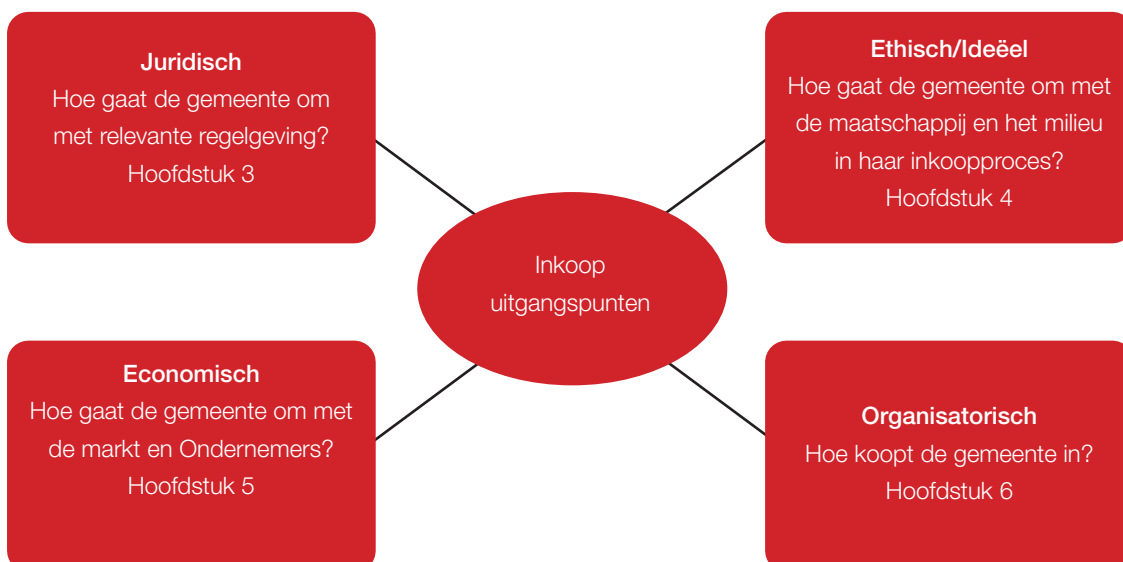 Juridisch
Hoe gaat de gemeente om
met relevante regelgeving?
Hoofdstuk 3
Ethisch/Ideëel
Hoe gaat de gemeente om met
de maatschappij en het milieu
in haar inkoopproces?
Hoofdstuk 4
Inkoop
uitgangspunten
Economisch
Hoe gaat de gemeente om met
de markt en Ondernemers?
Hoofdstuk 5
Organisatorisch
Hoe koopt de gemeente in?
Hoofdstuk 6